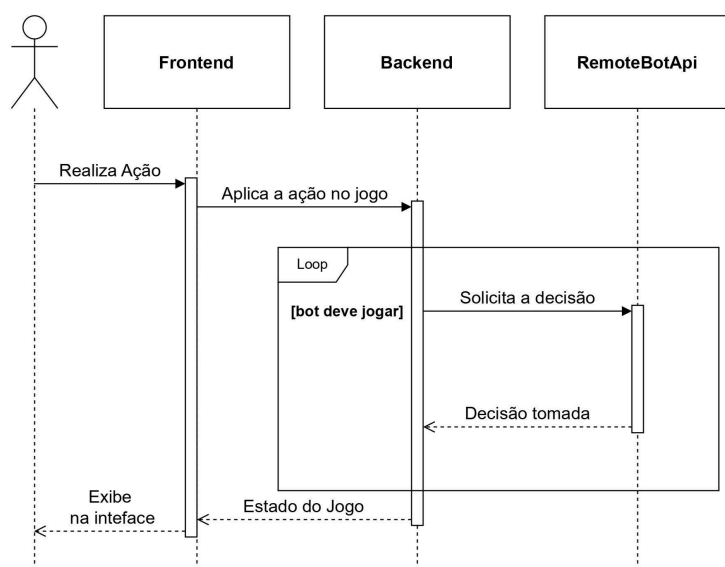 Frontend
Backend
RemoteBotApi
Realiza Ação
Aplica a ação no jogo
Loop
[bot deve jogar]
Solicita a decisão
Decisão tomada
Estado do Jogo
Exibe
na inteface